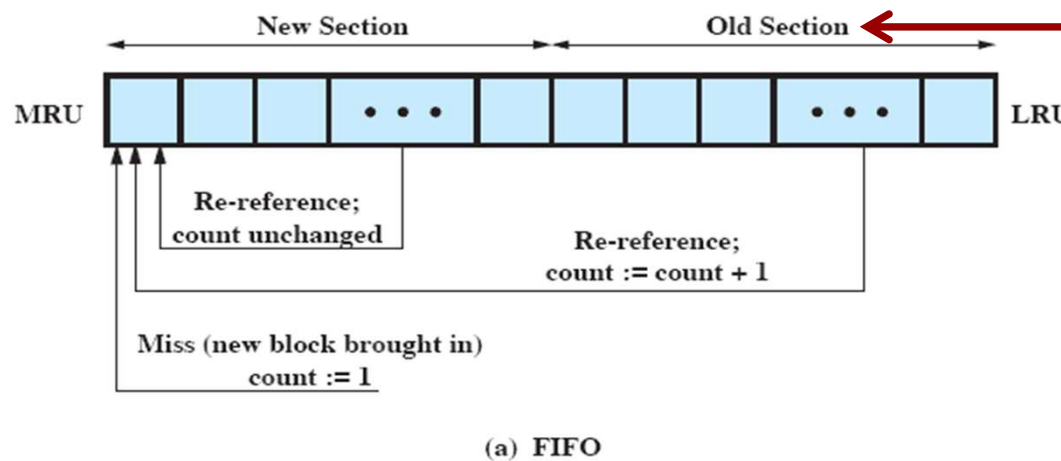 New Section Old Section
MRU • • • • • • LRU
Re-reference;
count unchanged
Re-reference;
count := count + 1
Miss (new block brought in)
count := 1
(a) FIFO